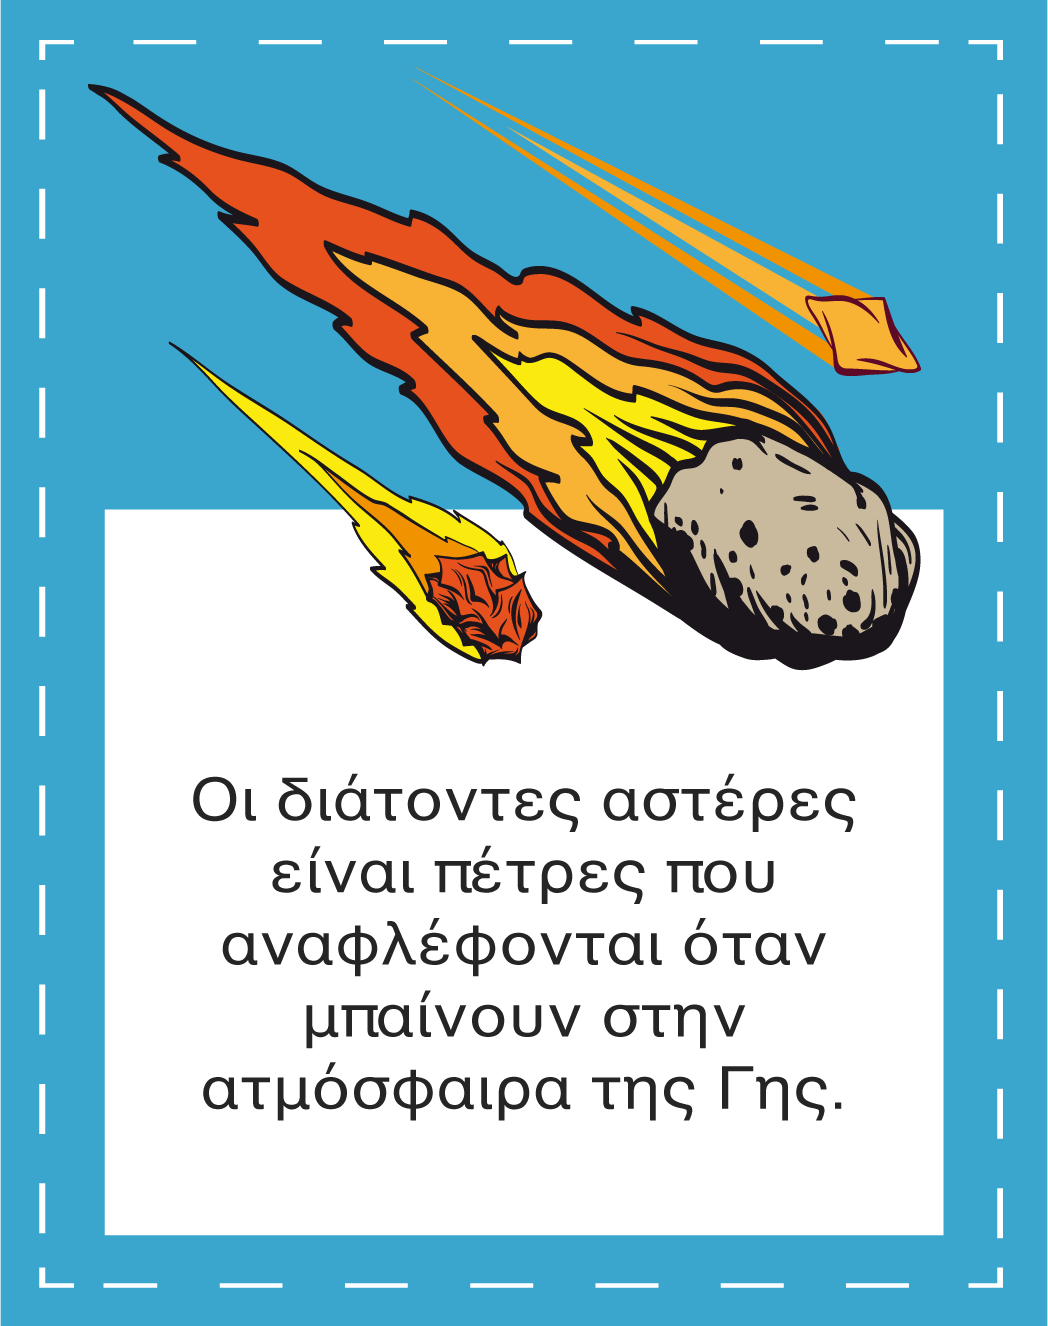 Οι διάτοντες αστέρες
είναι πέτρες που
αναφλέφονται όταν
μπαίνουν στην
ατμόσφαιρα της Γης.